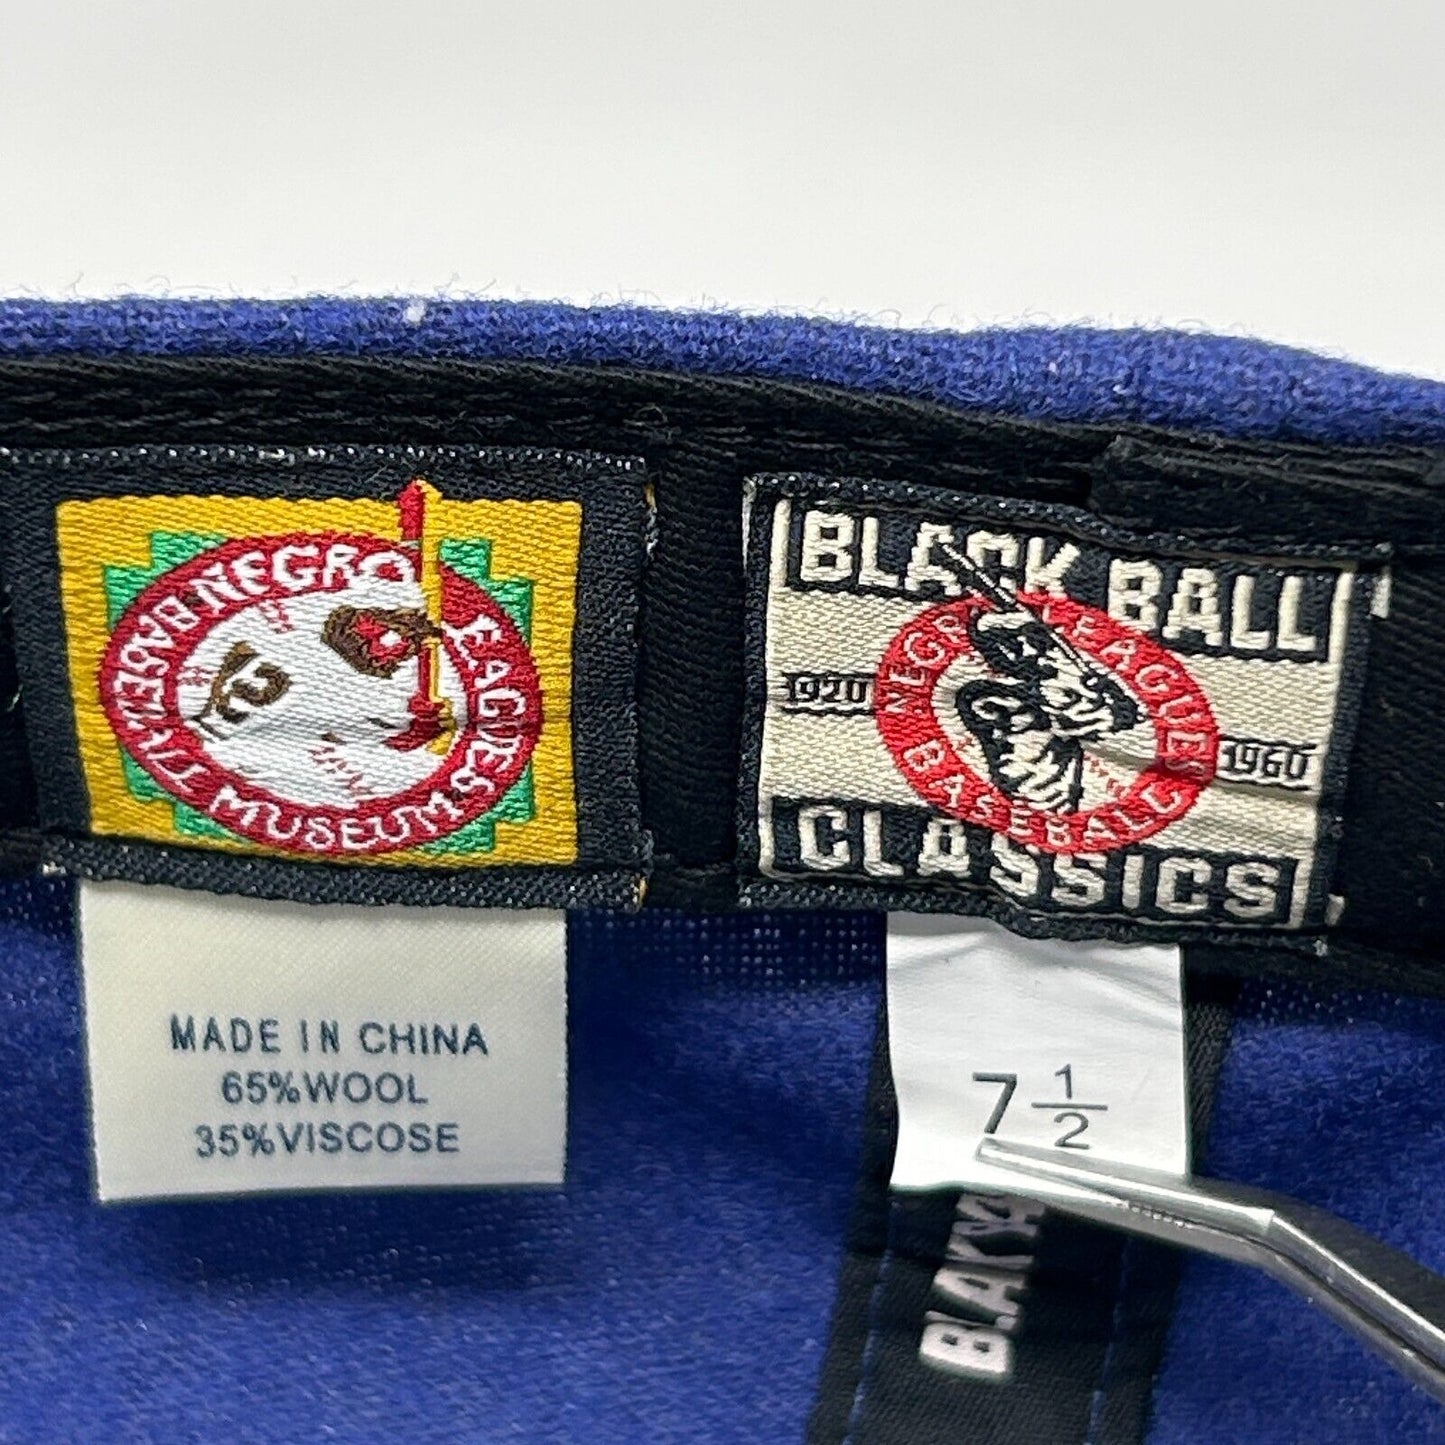 NEGRO LEAGUES
BASEBALL MUSEUM
MADE IN CHINA
65%WOOL
35%VISCOSE
BLACK BALL
1920
NEGRO LEAGUES
BASEBALL
1960
CLASSICS
7 1/2